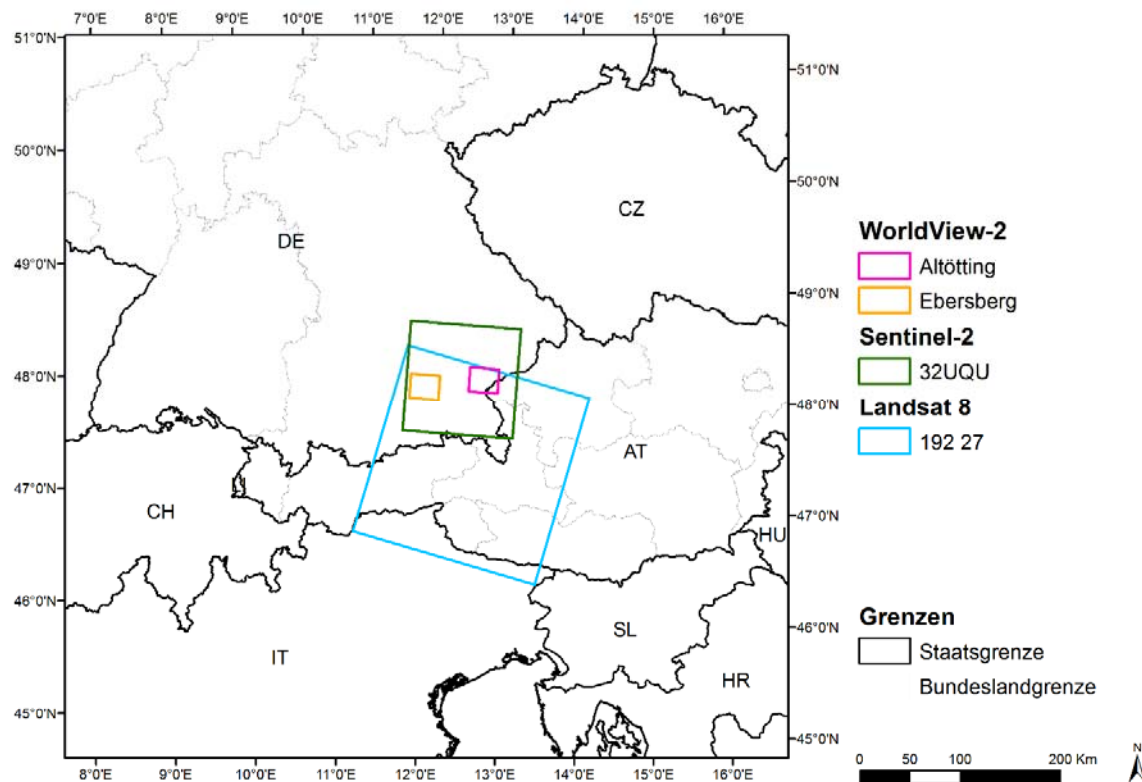 7°0'E 8°0'E 9°0'E 10°0'E 11°0'E 12°0'E 13°0'E 14°0'E 15°0'E 16°0'E
51°0'N
51°0'N
50°0'N
50°0'N
CZ
DE
49°0'N
49°0'N
48°0'N
48°0'N
AT
47°0'N
47°0'N
CH
HU
46°0'N
46°0'N
SL
IT
HR
45°0'N
45°0'N
8°0'E 9°0'E 10°0'E 11°0'E 12°0'E 13°0'E 14°0'E 15°0'E 16°0'E
WorldView-2
Altötting
Ebersberg
Sentinel-2
32UQU
Landsat 8
192 27
Grenzen
Staatsgrenze
Bundeslandgrenze
0 50 100 200 Km
N